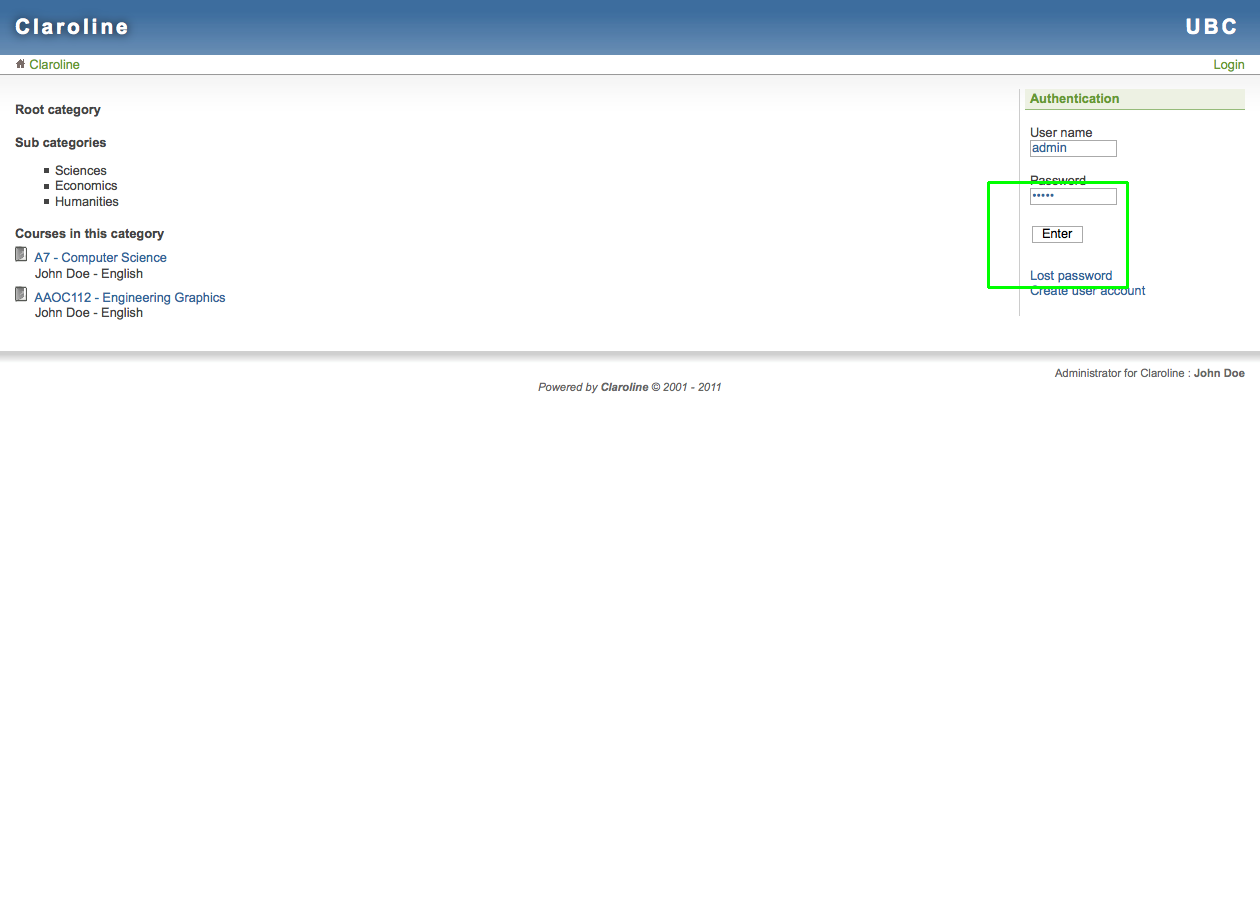 Claroline
UBC
Claroline
Login
Root category
Sub categories
Sciences
Economics
Humanities
Courses in this category
A7 - Computer Science
John Doe - English
AAOC112 - Engineering Graphics
John Doe - English
Authentication
User name
admin
Password
•••••
Enter
Lost password
Create user account
Administrator for Claroline : John Doe
Powered by Claroline © 2001 - 2011